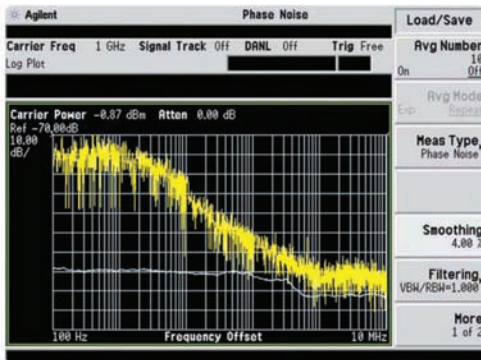 Agilent Phase Noise
Load/Save
Carrier Freq 1 GHz Signal Track Off DANL Off Trig Free
Log Plot
Avg Number
10
On Off
Avg Mode
Exp Repeat
Carrier Power -0.87 dBm Atten 0.00 dB
Ref -70.00dB
10.00
dB/
Meas Type
Phase Noise
Smoothing
4.00 %
Filtering
VBW/RBW=1.000
More
1 of 2
100 Hz Frequency Offset 10 MHz